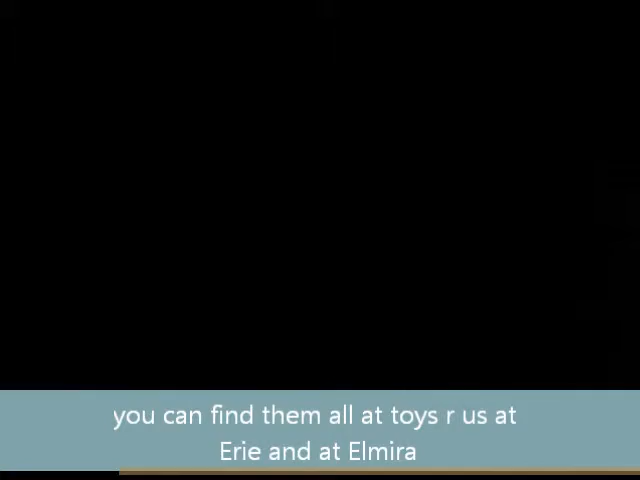 you can find them all at toys r us at
Erie and at Elmira